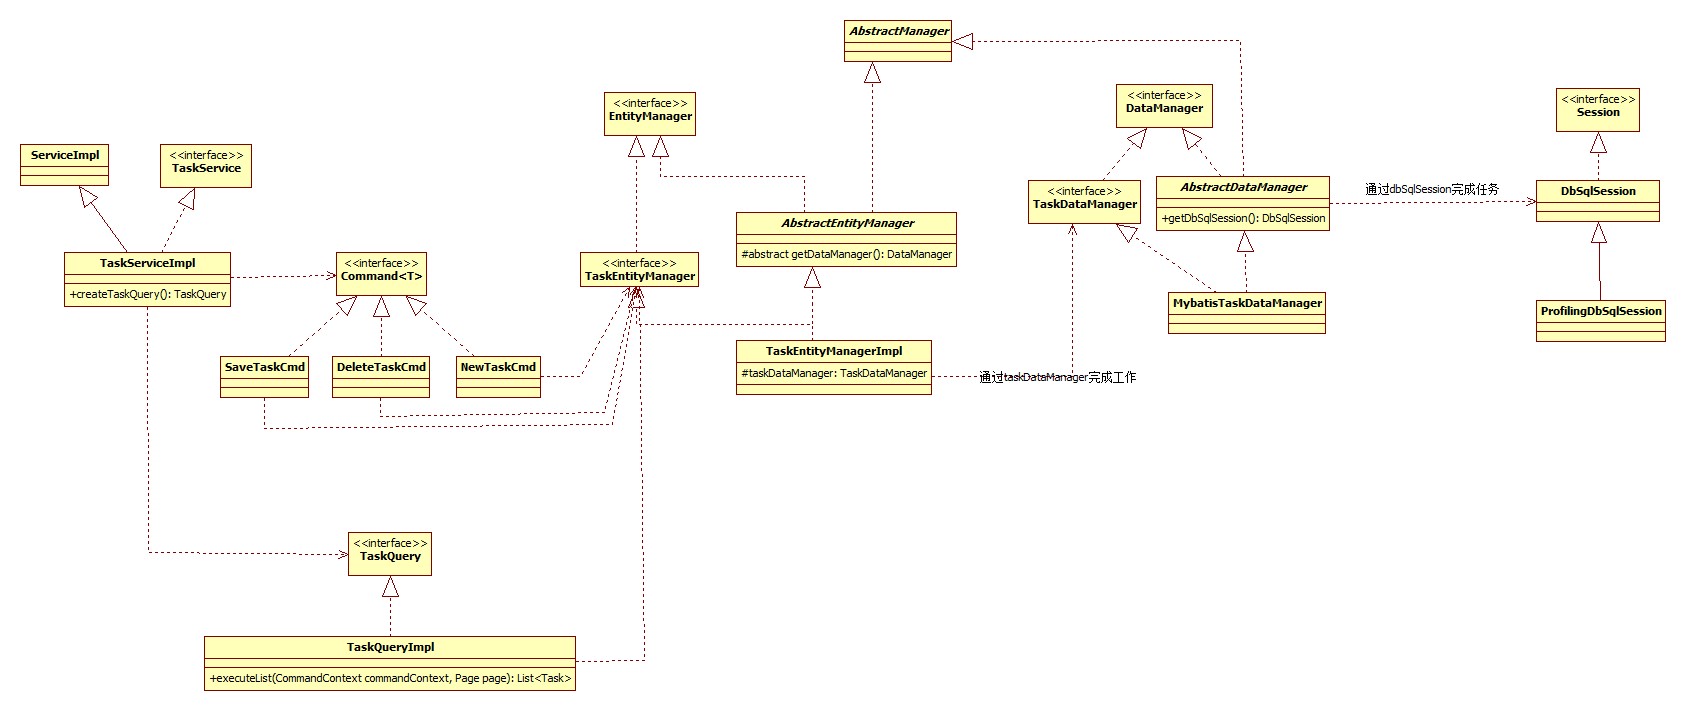 AbstractManager
<<interface>>
DataManager
<<interface>>
Session
<<interface>>
EntityManager
ServiceImpl
<<interface>>
TaskService
<<interface>>
TaskDataManager
AbstractDataManager
+getDbSqlSession(): DbSqlSession
通过dbSqlSession完成任务
DbSqlSession
AbstractEntityManager
#abstract getDataManager(): DataManager
TaskServiceImpl
+createTaskQuery(): TaskQuery
<<interface>>
Command<T>
<<interface>>
TaskEntityManager
MybatisTaskDataManager
ProfilingDbSqlSession
SaveTaskCmd
DeleteTaskCmd
NewTaskCmd
TaskEntityManagerImpl
#taskDataManager: TaskDataManager
通过taskDataManager完成工作
<<interface>>
TaskQuery
TaskQueryImpl
+executeList(CommandContext commandContext, Page page): List<Task>